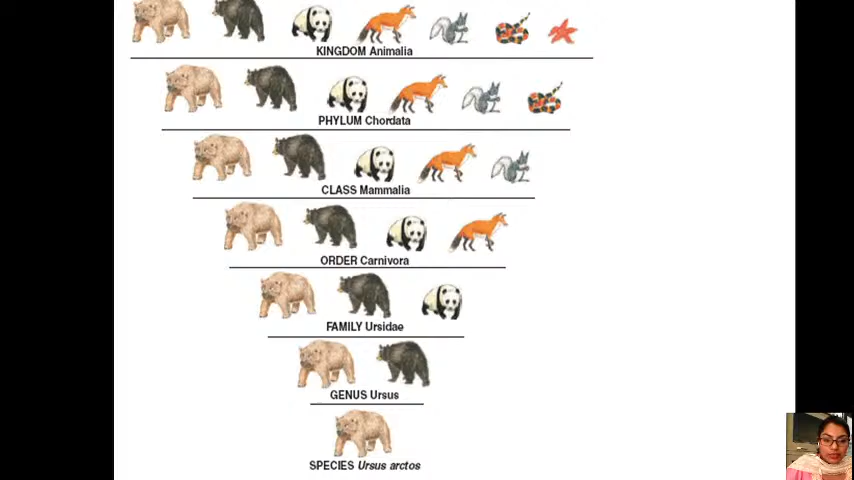 KINGDOM Animalia
PHYLUM Chordata
CLASS Mammalia
ORDER Carnivora
FAMILY Ursidae
GENUS Ursus
SPECIES Ursus arctos